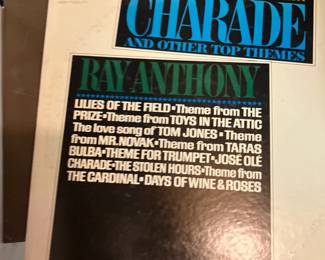 CHARADE
AND OTHER TOP THEMES
RAY ANTHONY
LILIES OF THE FIELD•Theme from THE
PRIZE•Theme from TOYS IN THE ATTIC
The love song of TOM JONES•Theme
from MR.NOVAK•Theme from TARAS
BULBA•THEME FOR TRUMPET•JOSÉ OLÉ
CHARADE•THE STOLEN HOURS•Theme from
THE CARDINAL•DAYS OF WINE & ROSES